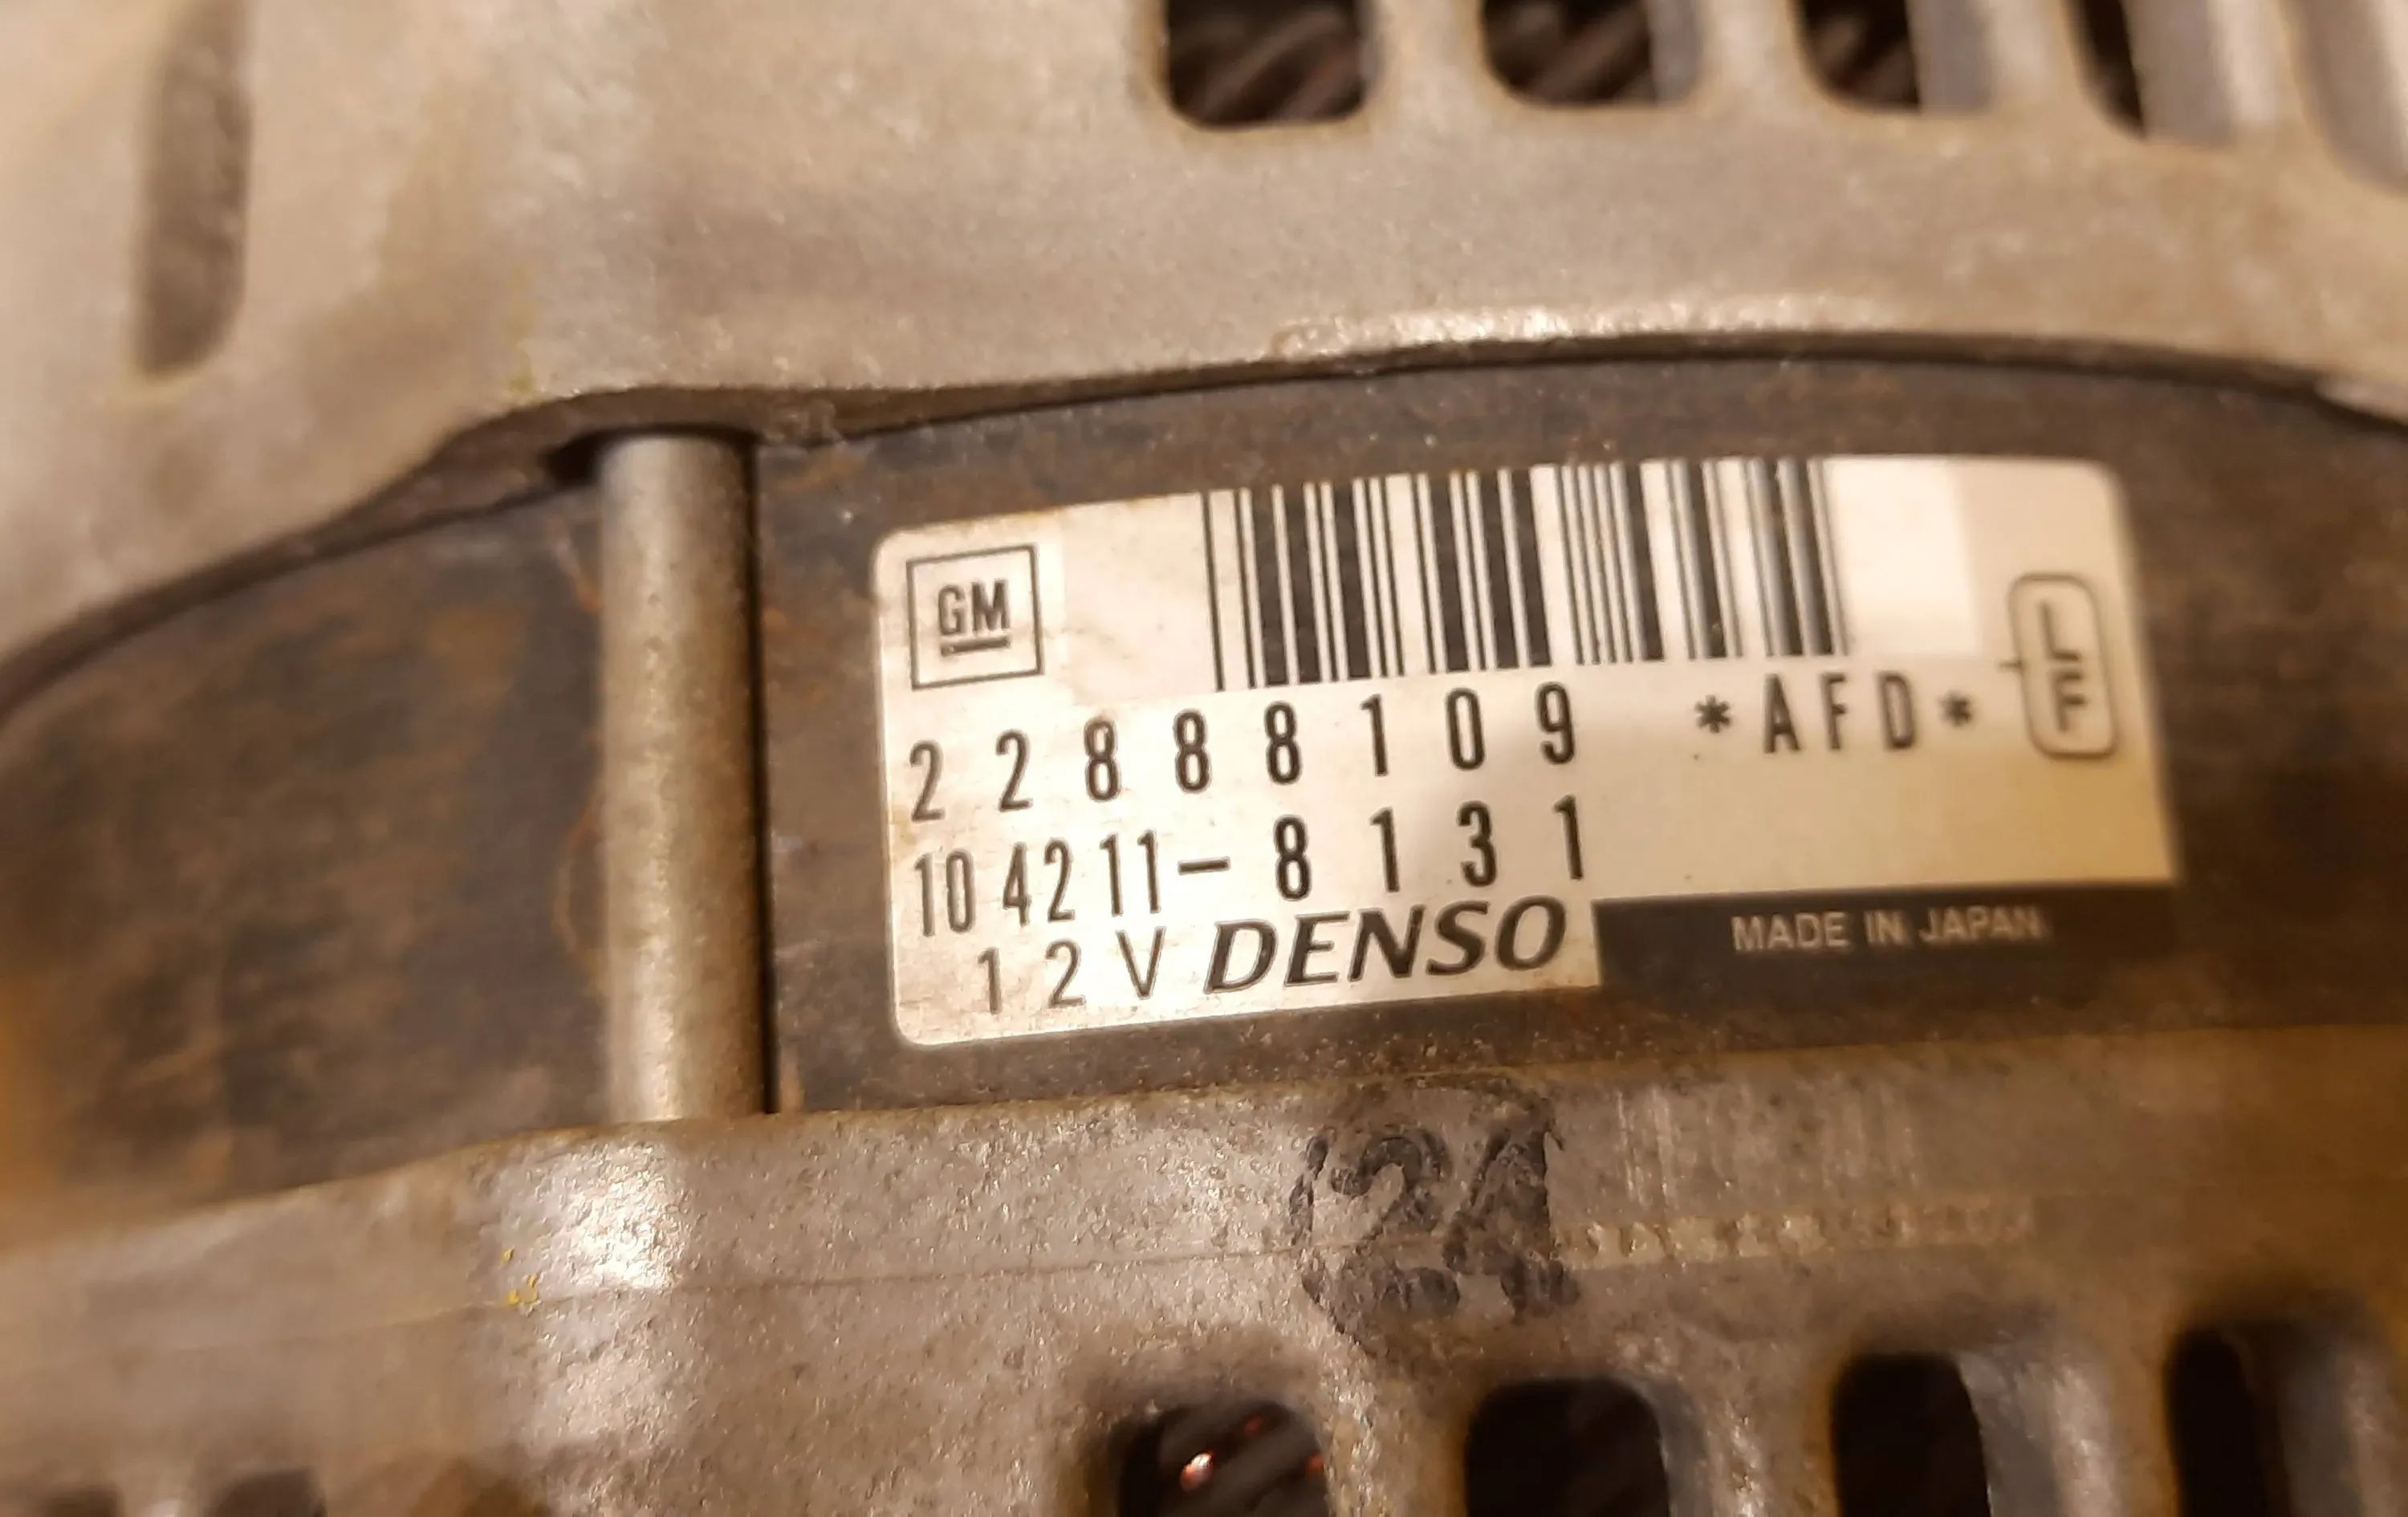 GM
22888109 *AFD* LF
104211-8131
12V DENSO MADE IN JAPAN
24